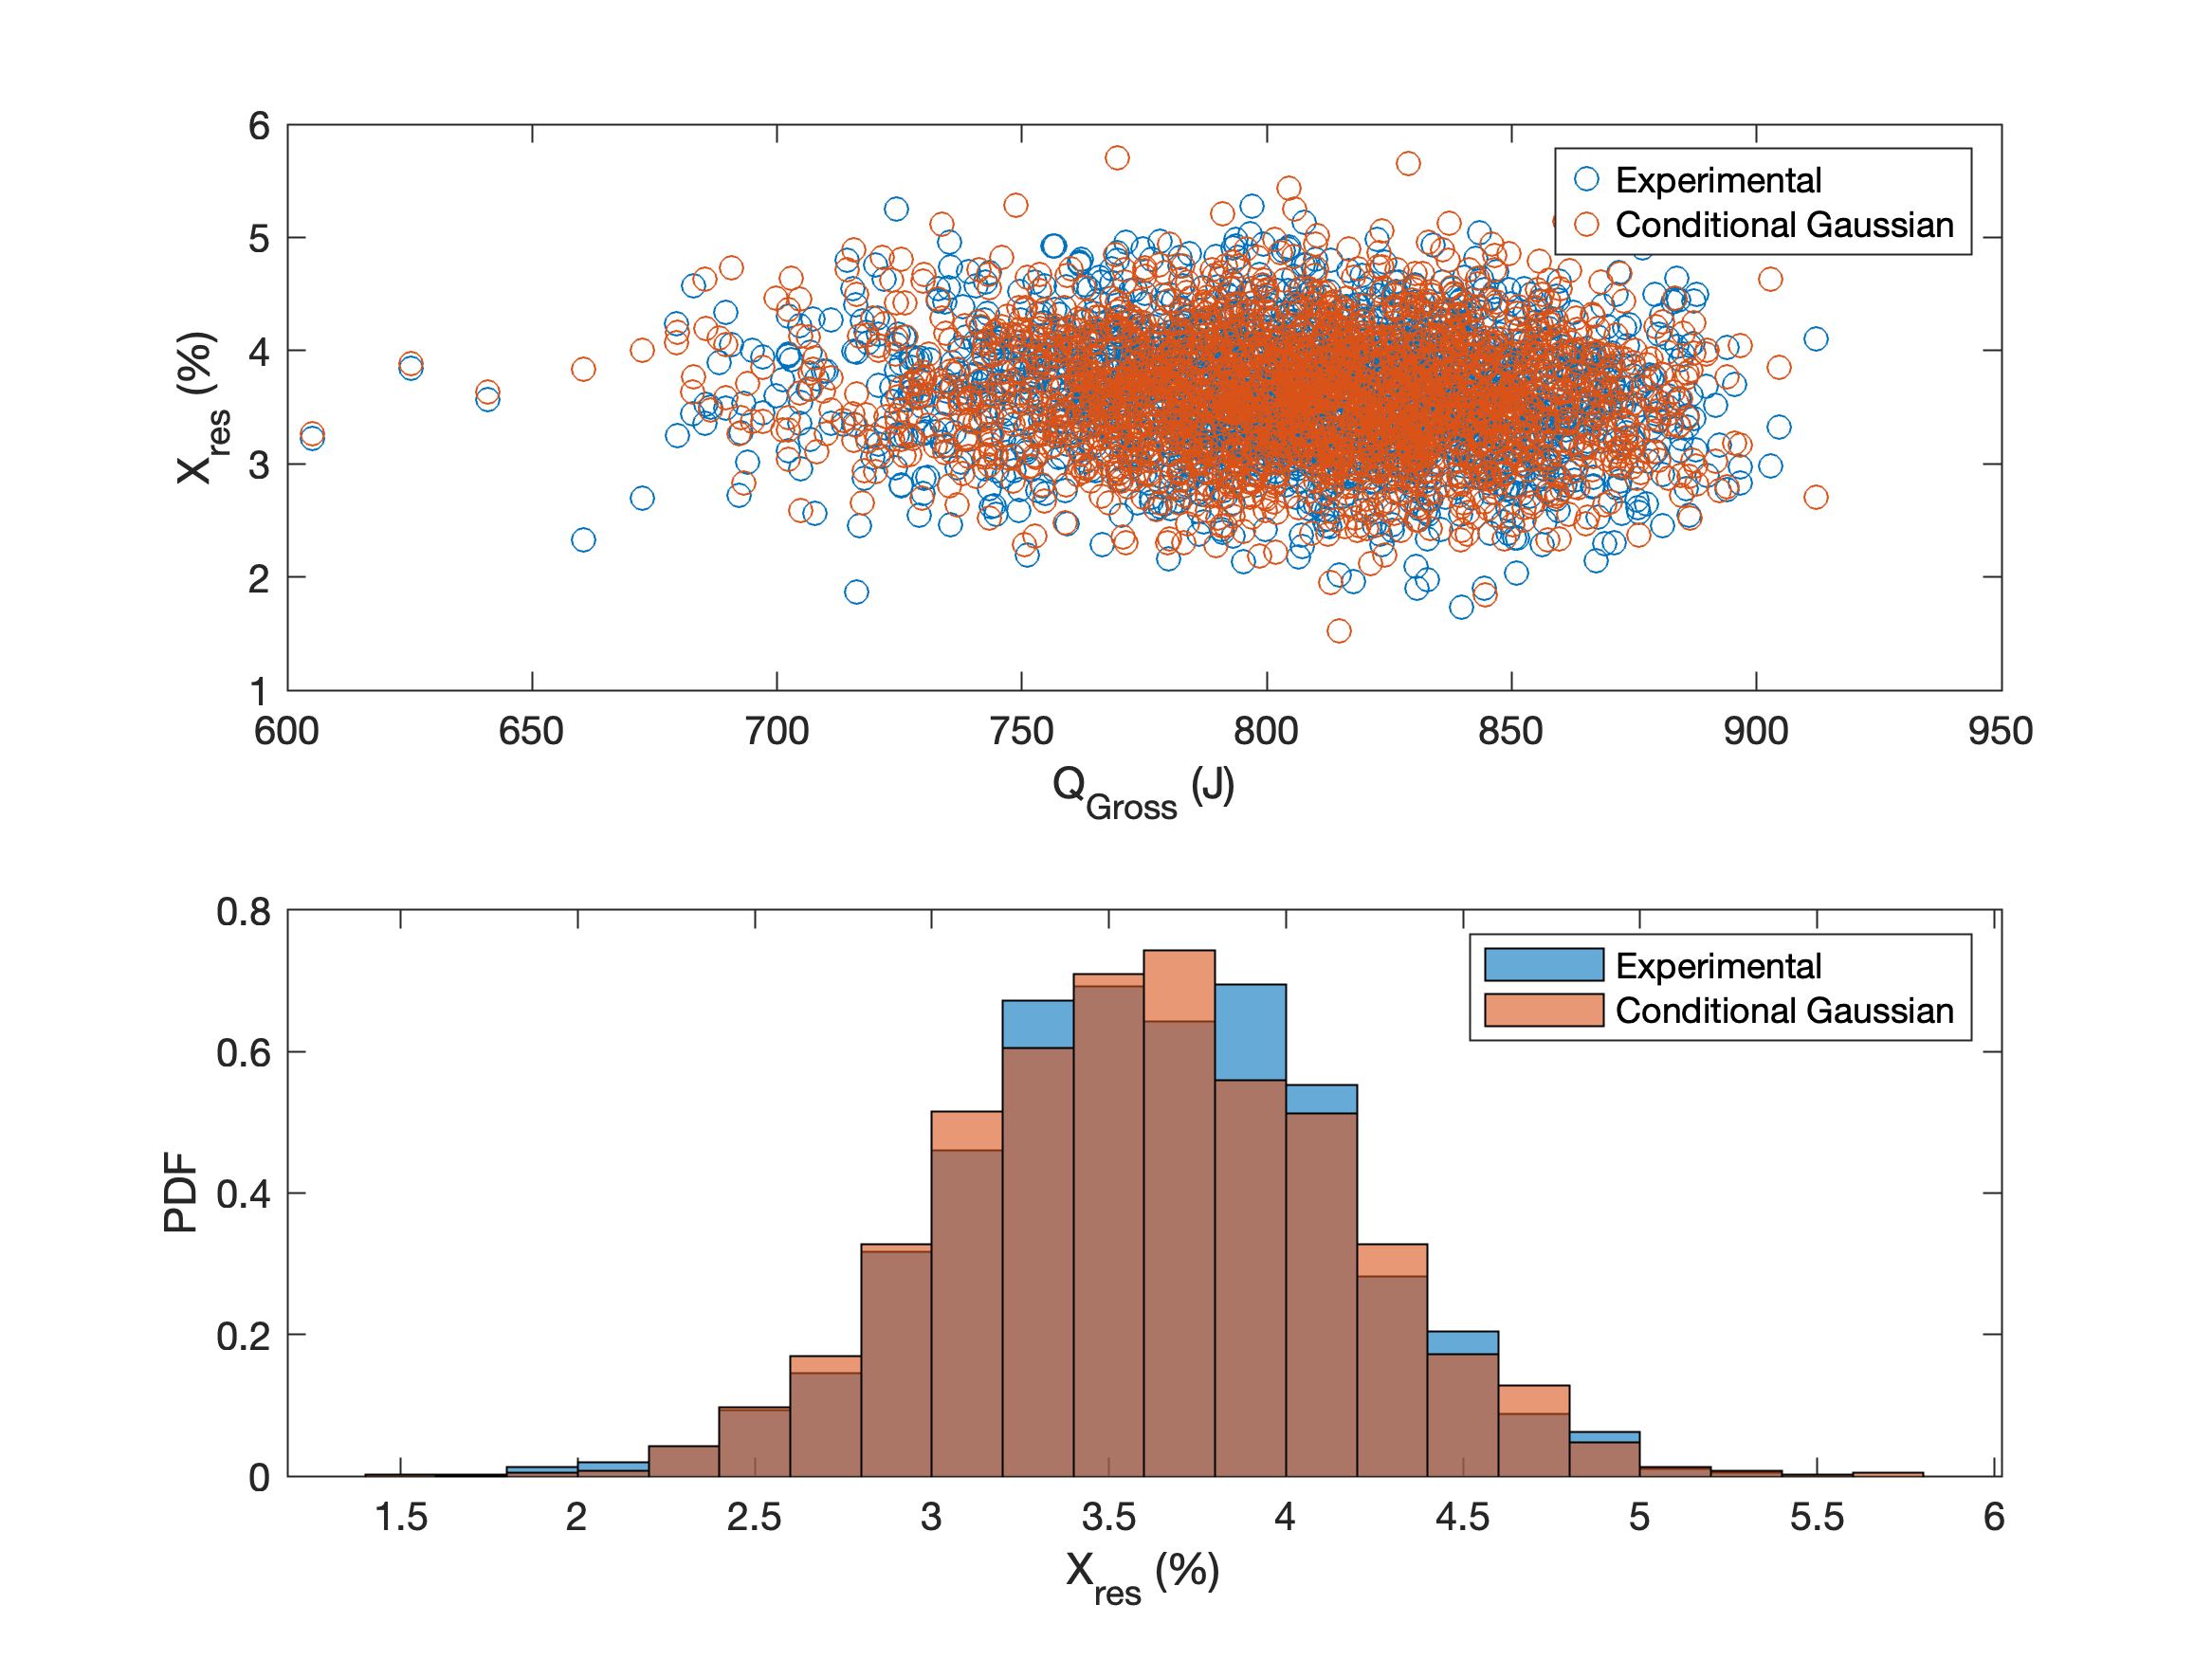 6
5
4
3
2
1
X_res (%)
Experimental
Conditional Gaussian
600 650 700 750 800 850 900 950
Q_Gross (J)
0.8
0.6
0.4
0.2
0
PDF
Experimental
Conditional Gaussian
1.5 2 2.5 3 3.5 4 4.5 5 5.5 6
X_res (%)